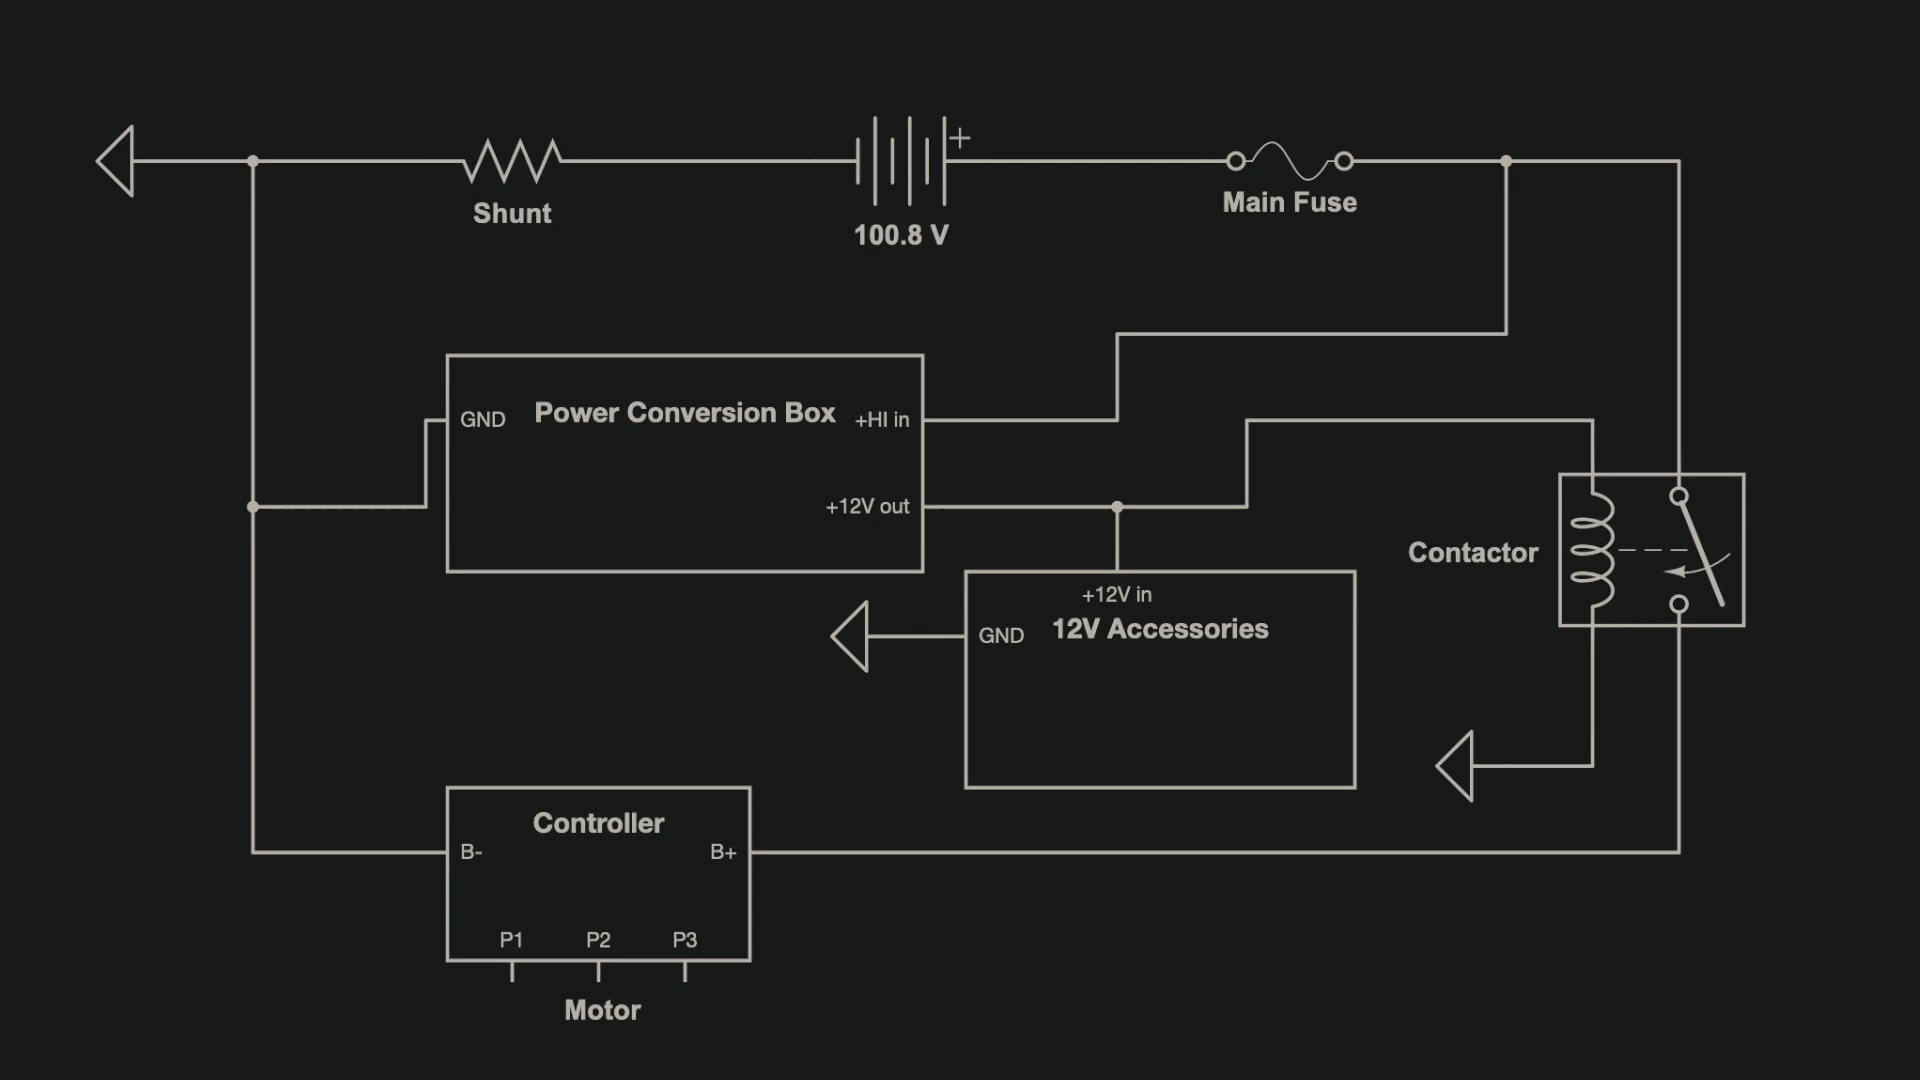 +
Shunt
Main Fuse
100.8 V
GND
Power Conversion Box
+HI in
+12V out
Contactor
+12V in
GND
12V Accessories
Controller
B-
B+
P1
P2
P3
Motor